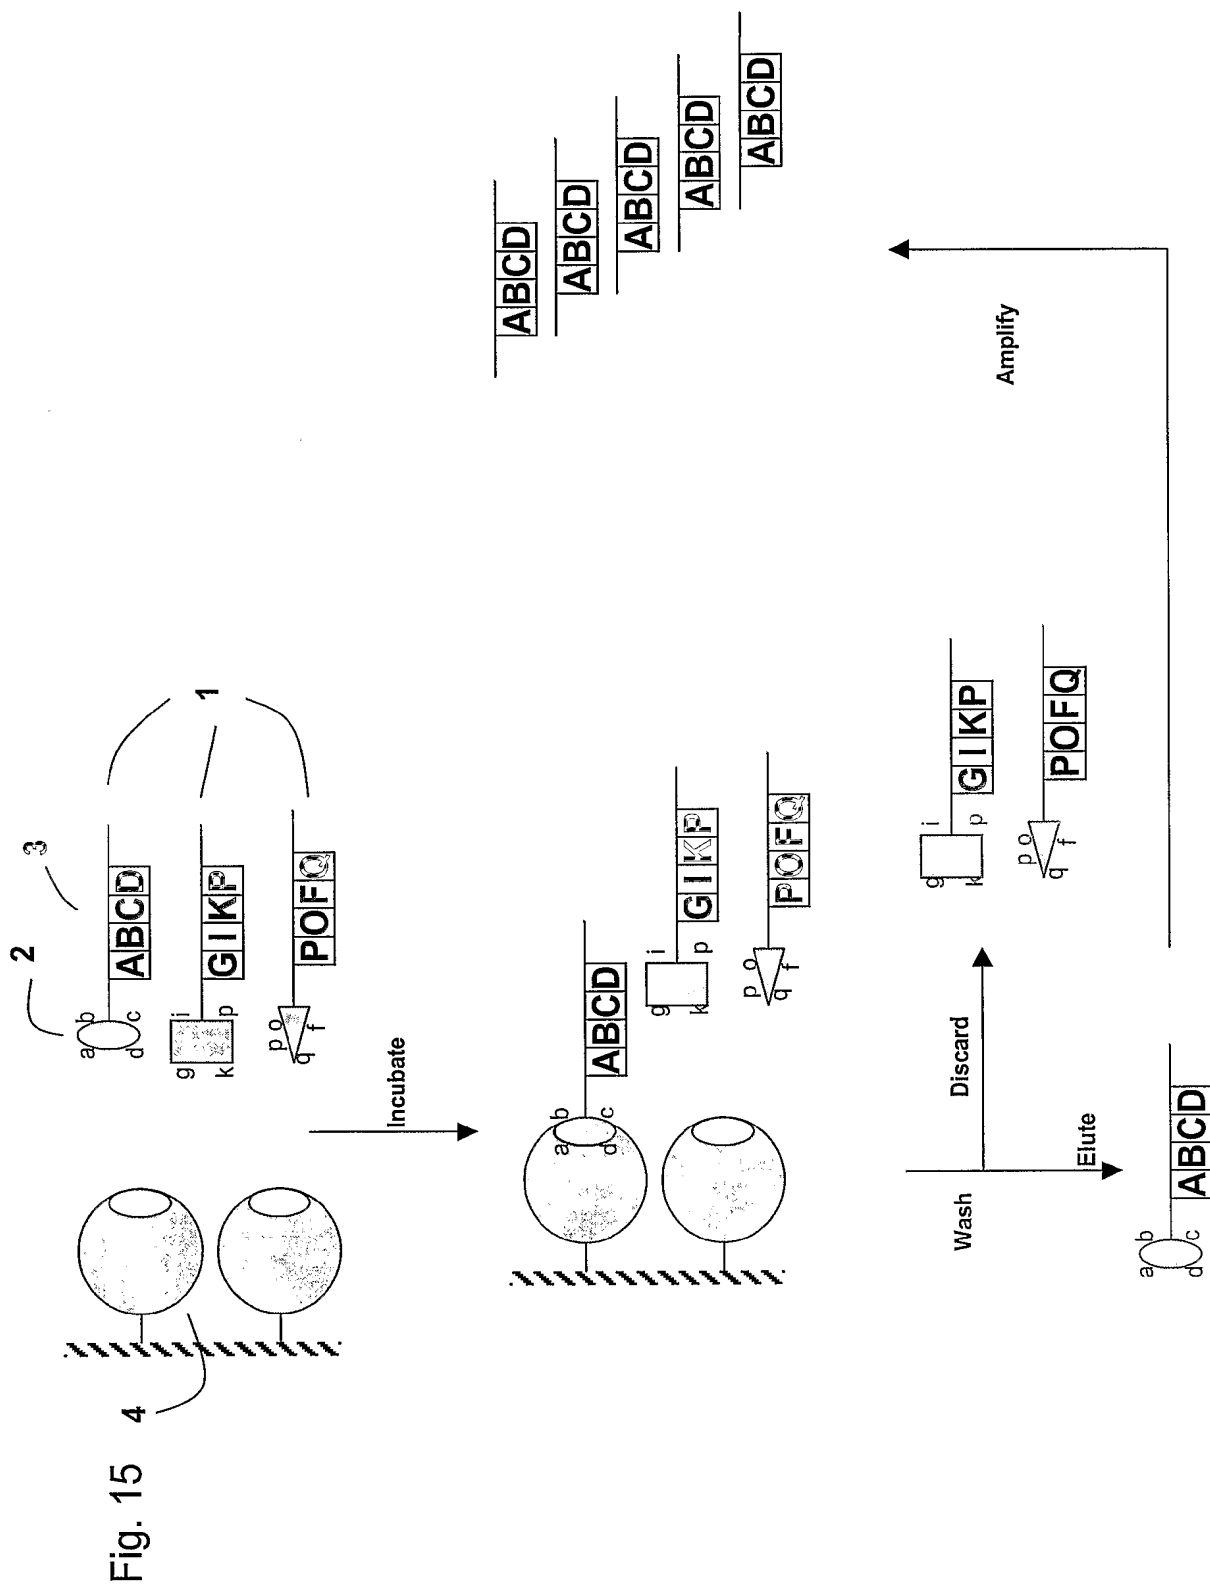 Fig. 15
4
2
3
1
a b
d c
ABCD
g i
k p
GIKP
p o
q f
POFQ
Incubate
a b
d c
ABCD
g i
k p
GIKP
p o
q f
POFQ
Wash
Discard
g i
k p
GIKP
p o
q f
POFQ
Elute
a b
d c
ABCD
Amplify
ABCD
ABCD
ABCD
ABCD
ABCD